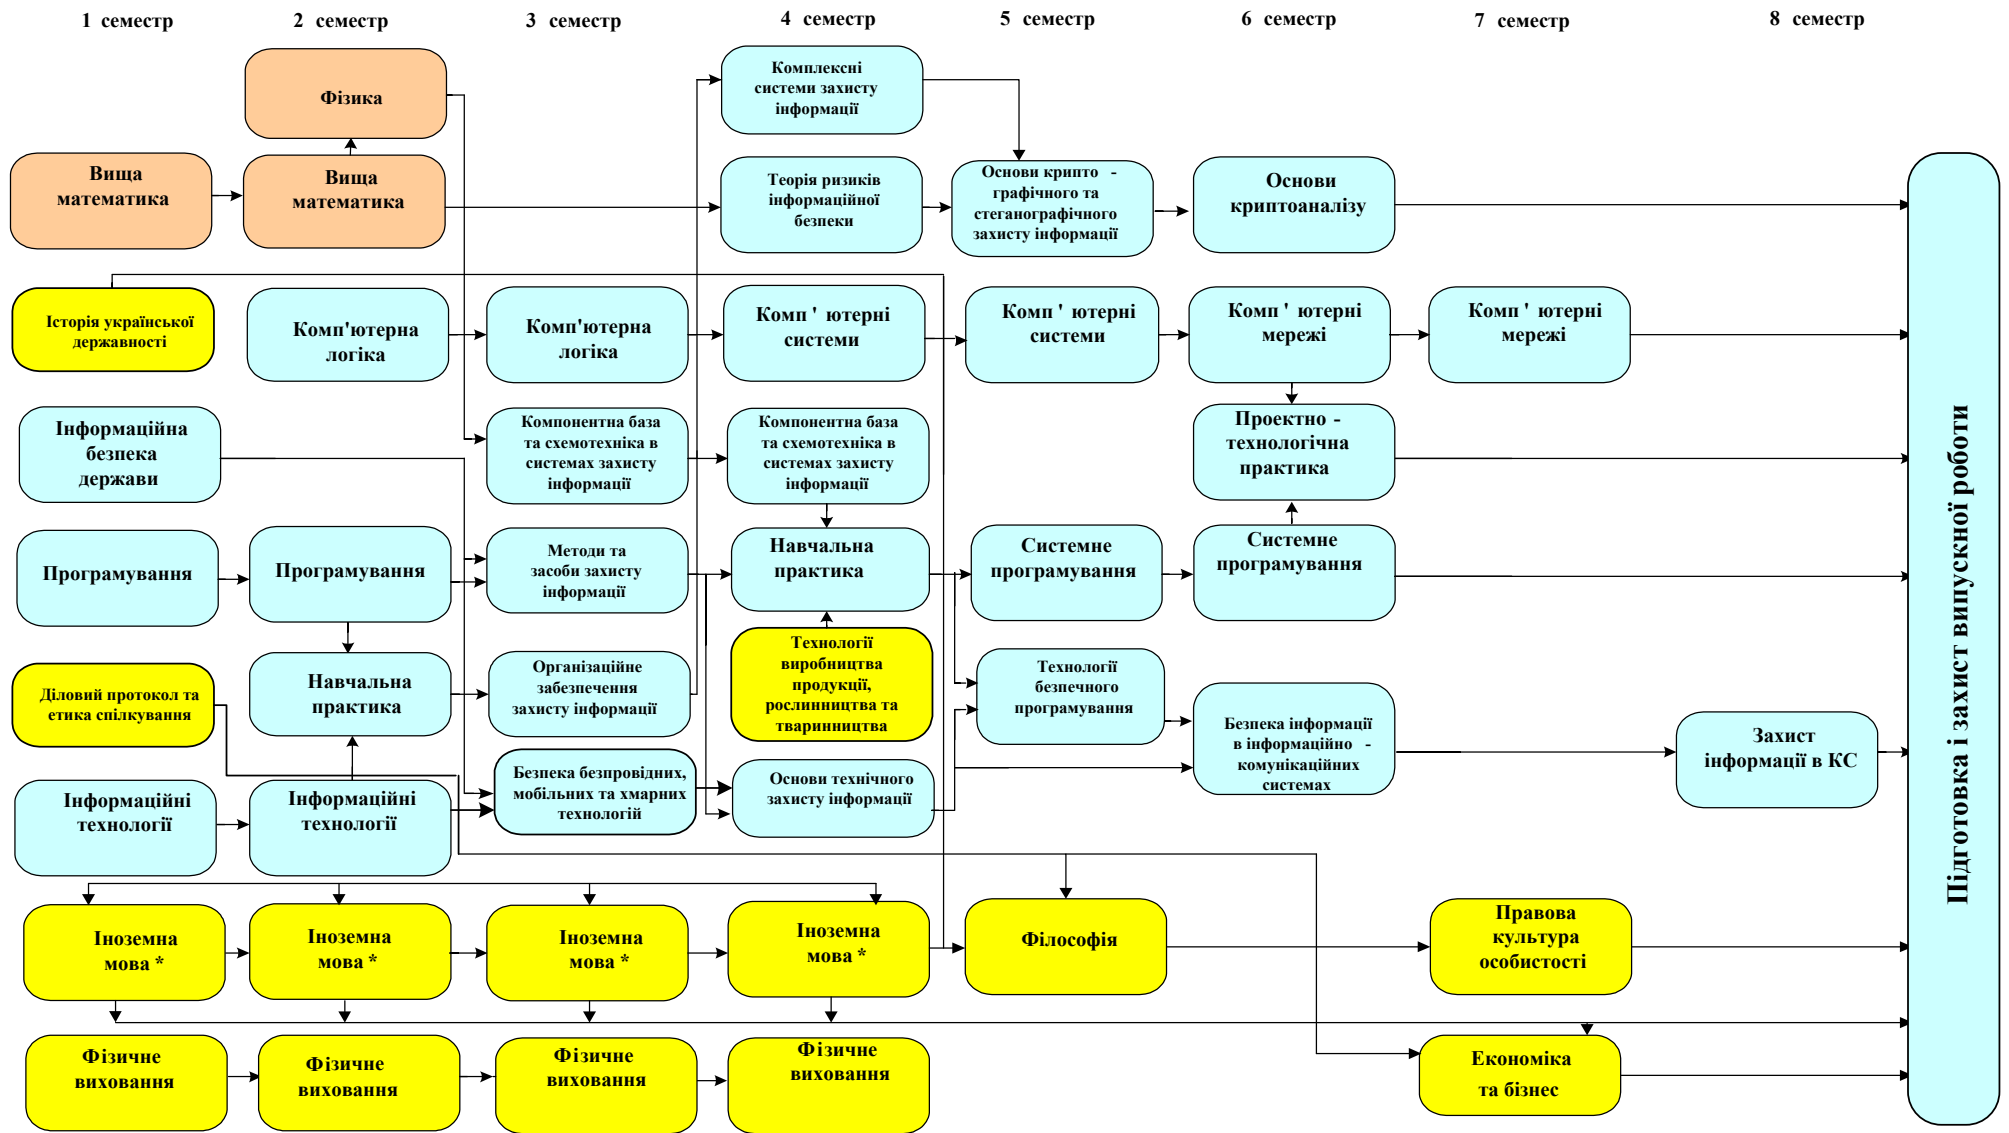 1 семестр
2 семестр
3 семестр
4 семестр
5 семестр
6 семестр
7 семестр
8 семестр
Фізика
Комплексні
системи захисту
інформації
Вища
математика
Вища
математика
Теорія ризиків
інформаційної
безпеки
Основи крипто -
графічного та
стеганографічного
захисту інформації
Основи
криптоаналізу
Історія української
державності
Комп'ютерна
логіка
Комп'ютерна
логіка
Комп ' ютерні
системи
Комп ' ютерні
системи
Комп ' ютерні
мережі
Комп ' ютерні
мережі
Інформаційна
безпека
держави
Компонентна база
та схемотехніка в
системах захисту
інформації
Компонентна база
та схемотехніка в
системах захисту
інформації
Проектно -
технологічна
практика
Програмування
Програмування
Методи та
засоби захисту
інформації
Навчальна
практика
Системне
програмування
Системне
програмування
Діловий протокол та
етика спілкування
Навчальна
практика
Організаційне
забезпечення
захисту інформації
Технології
виробництва
продукції,
рослинництва та
тваринництва
Технології
безпечного
програмування
Безпека інформації
в інформаційно -
комунікаційних
системах
Захист
інформації в КС
Інформаційні
технології
Інформаційні
технології
Безпека безпровідних,
мобільних та хмарних
технологій
Основи технічного
захисту інформації
Іноземна
мова *
Іноземна
мова *
Іноземна
мова *
Іноземна
мова *
Філософія
Правова
культура
особистості
Фізичне
виховання
Фізичне
виховання
Фізичне
виховання
Фізичне
виховання
Економіка
та бізнес
Підготовка і захист випускної роботи